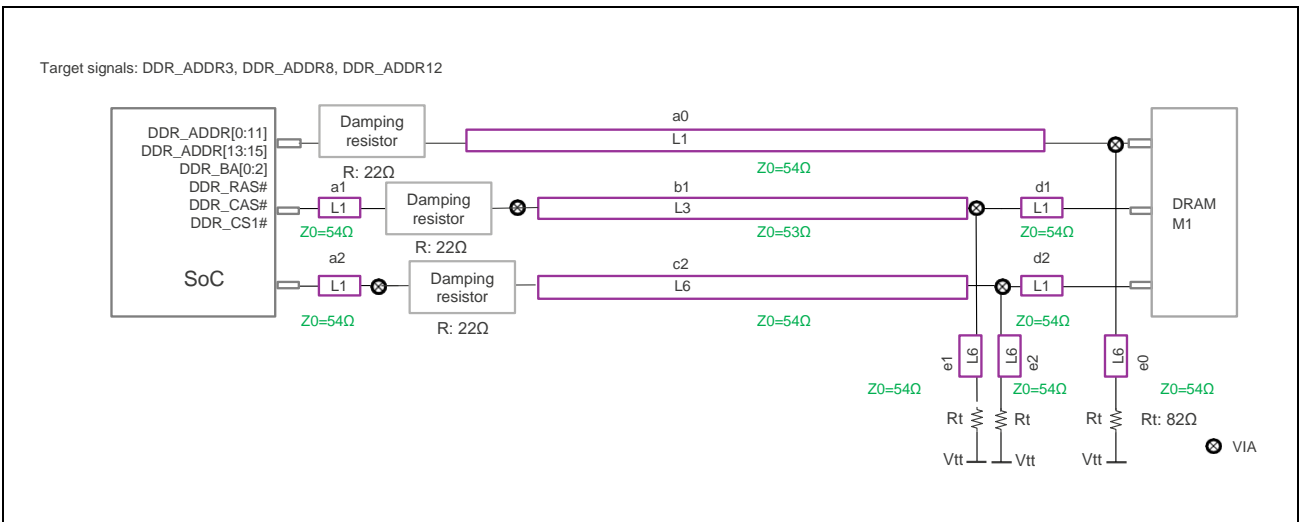 Target signals: DDR_ADDR3, DDR_ADDR8, DDR_ADDR12
DDR_ADDR[0:11]
DDR_ADDR[13:15]
DDR_BA[0:2]
DDR_RAS#
DDR_CAS#
DDR_CS1#
SoC
Damping
resistor
R: 22Ω
a0
L1
Z0=54Ω
a1
L1
Z0=54Ω
Damping
resistor
R: 22Ω
b1
L3
Z0=53Ω
d1
L1
Z0=54Ω
DRAM
M1
a2
L1
Z0=54Ω
Damping
resistor
R: 22Ω
c2
L6
Z0=54Ω
d2
L1
Z0=54Ω
e1
L6
Z0=54Ω
L6
e2
Z0=54Ω
L6
e0
Z0=54Ω
Rt
Rt
Rt
Rt: 82Ω
Vtt
Vtt
Vtt
VIA